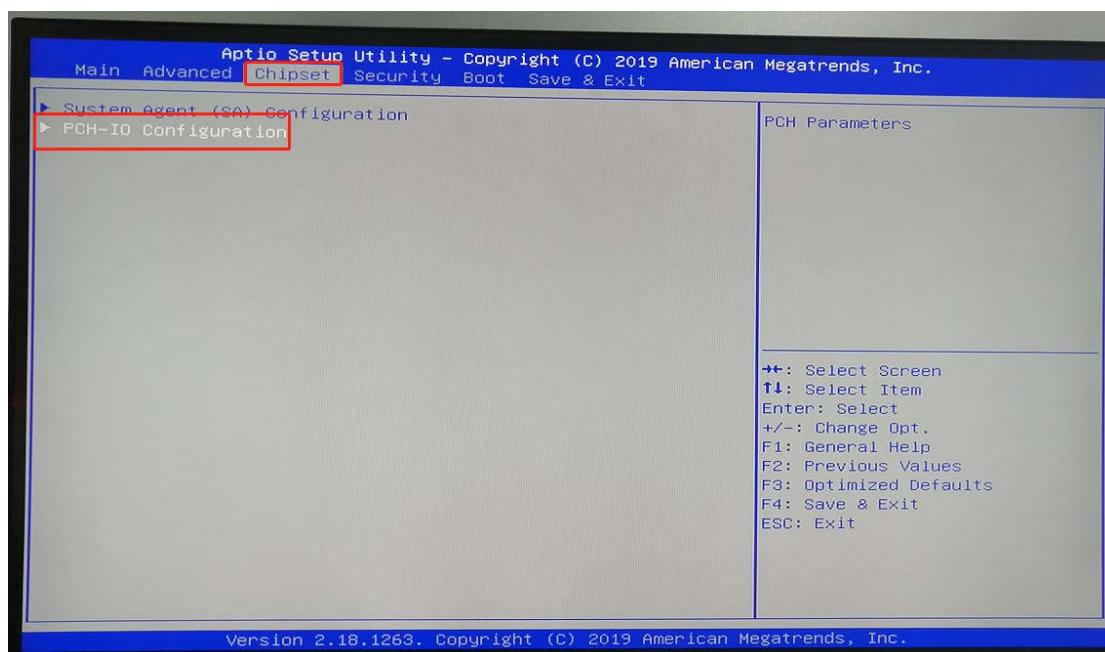 Aptio Setup Utility – Copyright (C) 2019 American Megatrends, Inc.
Main Advanced Chipset Security Boot Save & Exit
▶ System Agent (SA) Configuration
▶ PCH-IO Configuration
PCH Parameters
→←: Select Screen
↑↓: Select Item
Enter: Select
+/-: Change Opt.
F1: General Help
F2: Previous Values
F3: Optimized Defaults
F4: Save & Exit
ESC: Exit
Version 2.18.1263. Copyright (C) 2019 American Megatrends, Inc.